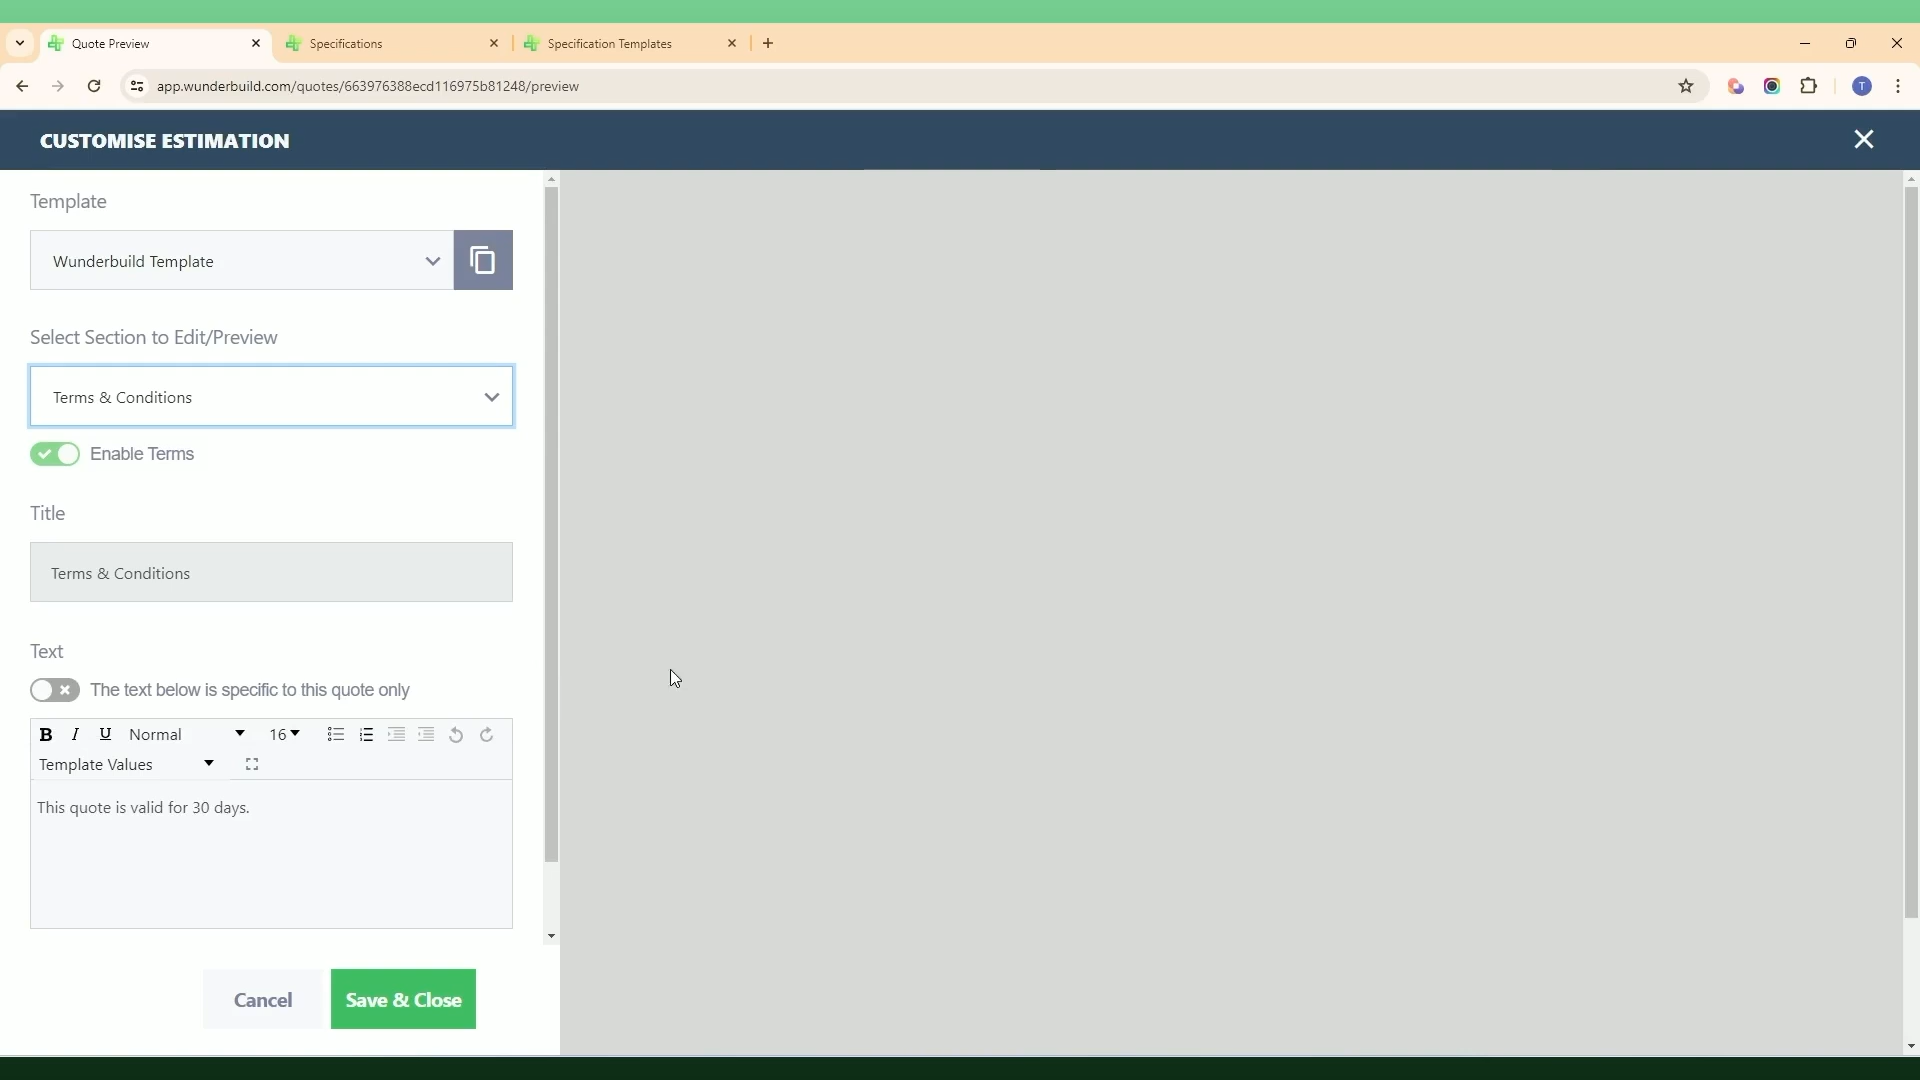 Quote Preview
Specifications
Specification Templates
app.wunderbuild.com/quotes/663976388ecd116975b81248/preview
T
CUSTOMISE ESTIMATION
Template
Wunderbuild Template
Select Section to Edit/Preview
Terms & Conditions
Enable Terms
Title
Terms & Conditions
Text
The text below is specific to this quote only
B I U Normal 16
Template Values
This quote is valid for 30 days.
Cancel Save & Close